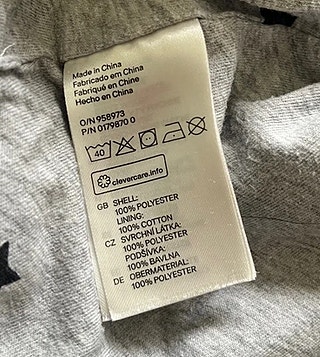 Made in China
Fabricado em China
Fabriqué en Chine
Hecho en China
O/N 958973
P/N 0179870 0
40
clevercare.info
GB SHELL:
100% POLYESTER
LINING:
100% COTTON
CZ SVRCHNÍ LÁTKA:
100% POLYESTER
PODŠÍVKA:
100% BAVLNA
DE OBERMATERIAL:
100% POLYESTER